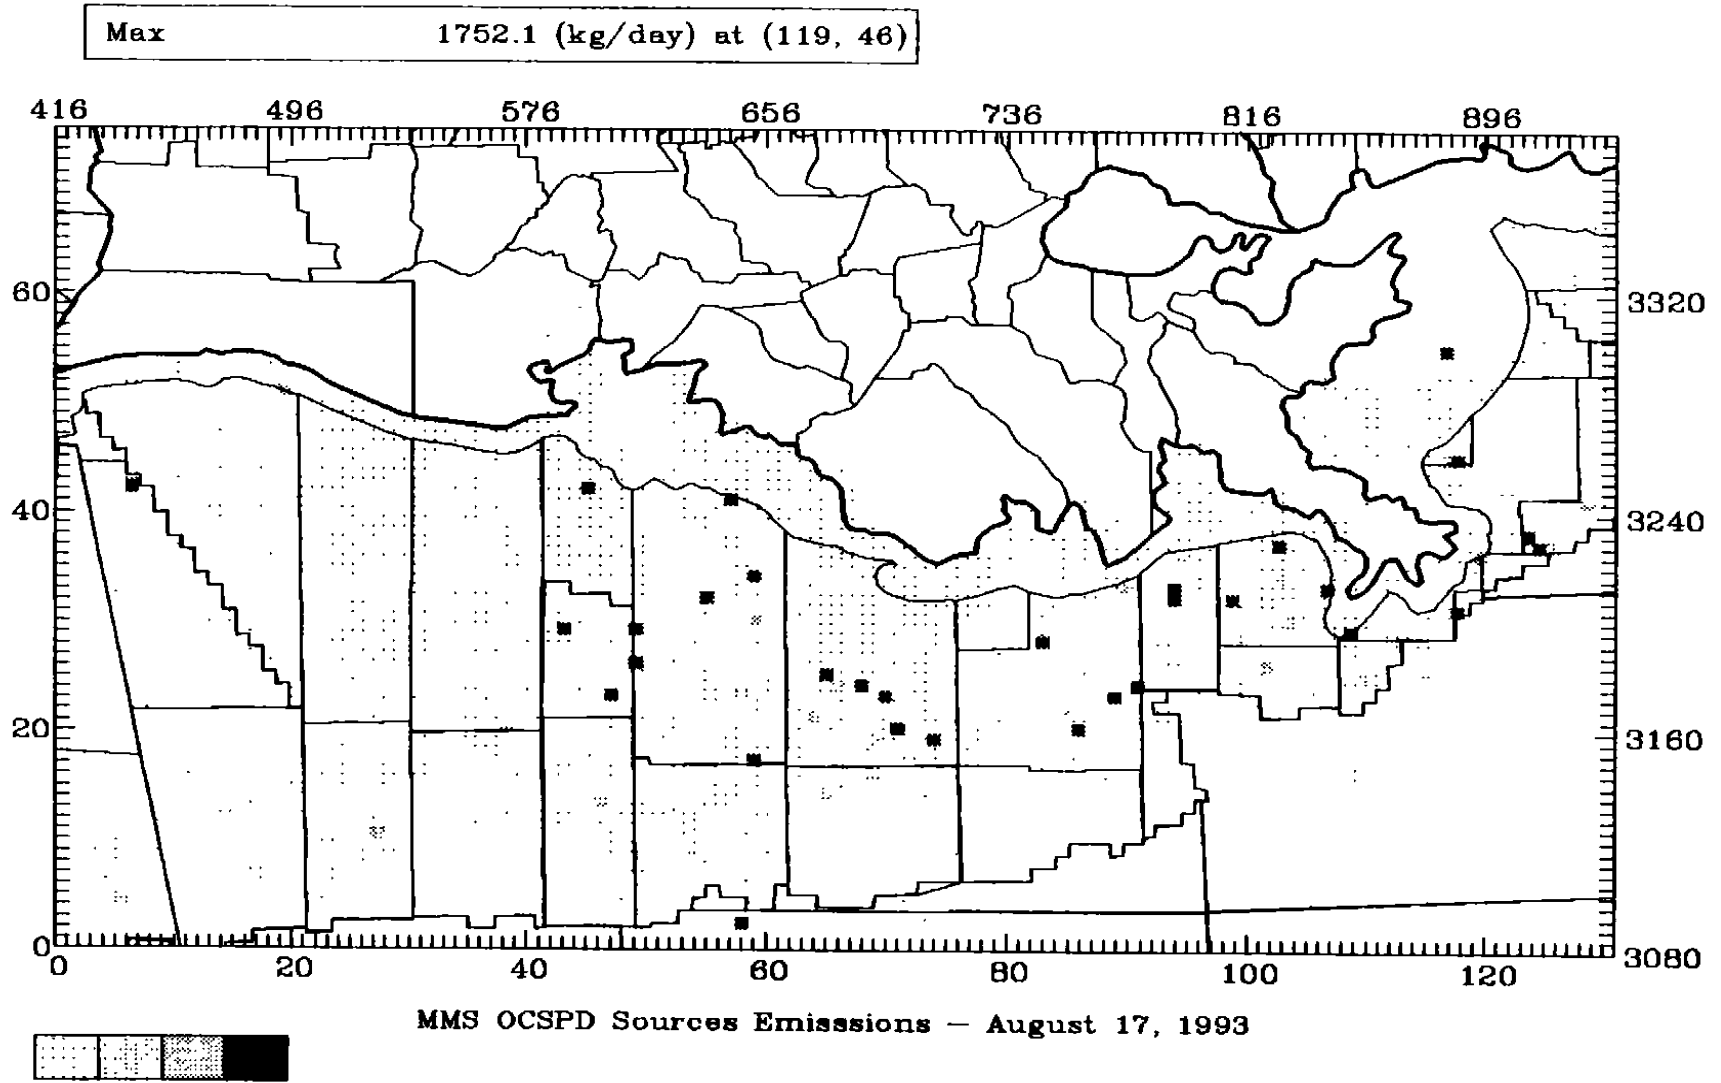 Max 1752.1 (kg/day) at (119, 46)
416 496 576 656 736 816 896
60 3320
40 3240
20 3160
0 3080
0 20 40 60 80 100 120
MMS OCSPD Sources Emisssions – August 17, 1993